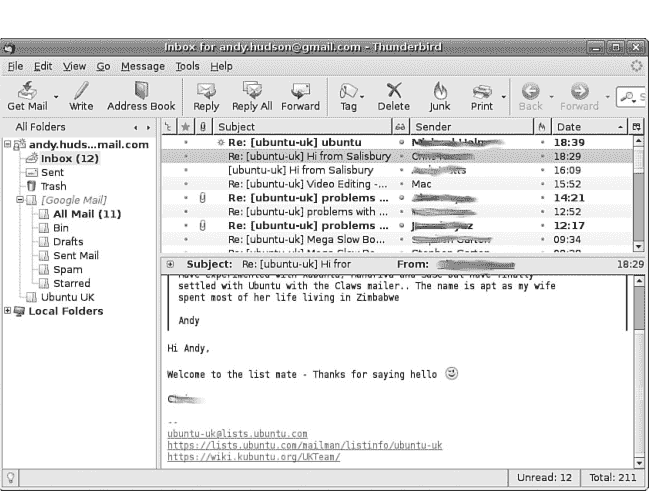 Inbox for andy.hudson@gmail.com - Thunderbird
File Edit View Go Message Tools Help
Get Mail Write Address Book Reply Reply All Forward Tag Delete Junk Print Back Forward
All Folders Subject Sender Date
andy.huds...mail.com
Inbox (12)
Sent
Trash
[Google Mail]
All Mail (11)
Bin
Drafts
Sent Mail
Spam
Starred
Ubuntu UK
Local Folders
Re: [ubuntu-uk] ubuntu 18:39
Re: [ubuntu-uk] Hi from Salisbury 18:29
[ubuntu-uk] Hi from Salisbury 16:09
Re: [ubuntu-uk] Video Editing -... Mac 15:52
Re: [ubuntu-uk] problems ... 14:21
Re: [ubuntu-uk] problems with ... 12:52
Re: [ubuntu-uk] problems ... 12:17
Re: [ubuntu-uk] Mega Slow Bo... 09:34
Subject: Re: [ubuntu-uk] Hi fror From: 18:29
settled with Ubuntu with the Claws mailer.. The name is apt as my wife
spent most of her life living in Zimbabwe
Andy
Hi Andy,
Welcome to the list mate - Thanks for saying hello
--
ubuntu-uk@lists.ubuntu.com
https://lists.ubuntu.com/mailman/listinfo/ubuntu-uk
https://wiki.kubuntu.org/UKTeam/
Unread: 12 Total: 211